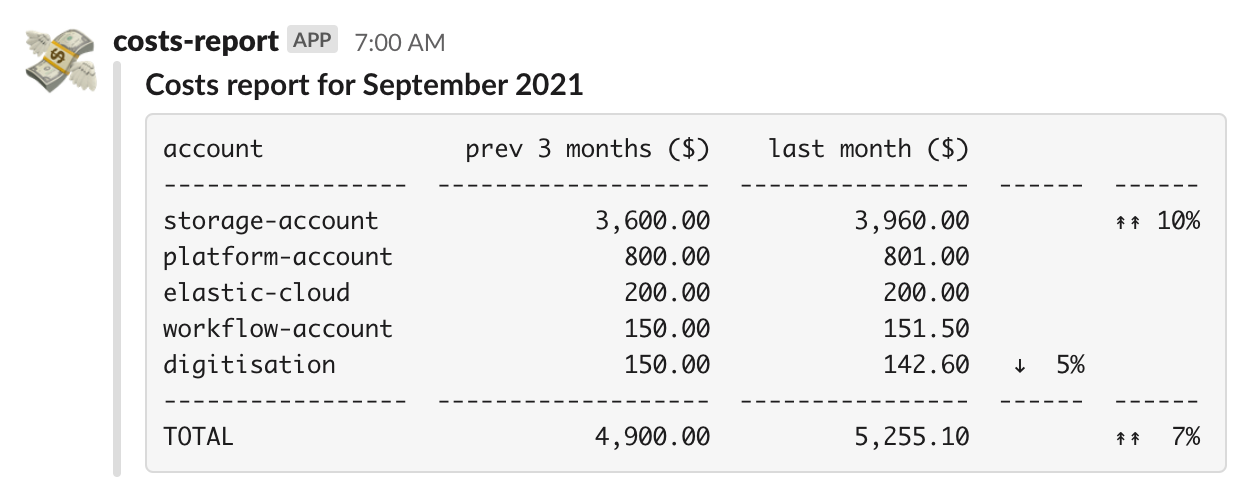 costs-report APP 7:00 AM
Costs report for September 2021
account prev 3 months ($) last month ($)
----------------- ------------------- ---------------- ------ ------
storage-account 3,600.00 3,960.00 ↟↟ 10%
platform-account 800.00 801.00
elastic-cloud 200.00 200.00
workflow-account 150.00 151.50
digitisation 150.00 142.60 ↓ 5%
----------------- ------------------- ---------------- ------ ------
TOTAL 4,900.00 5,255.10 ↟↟ 7%